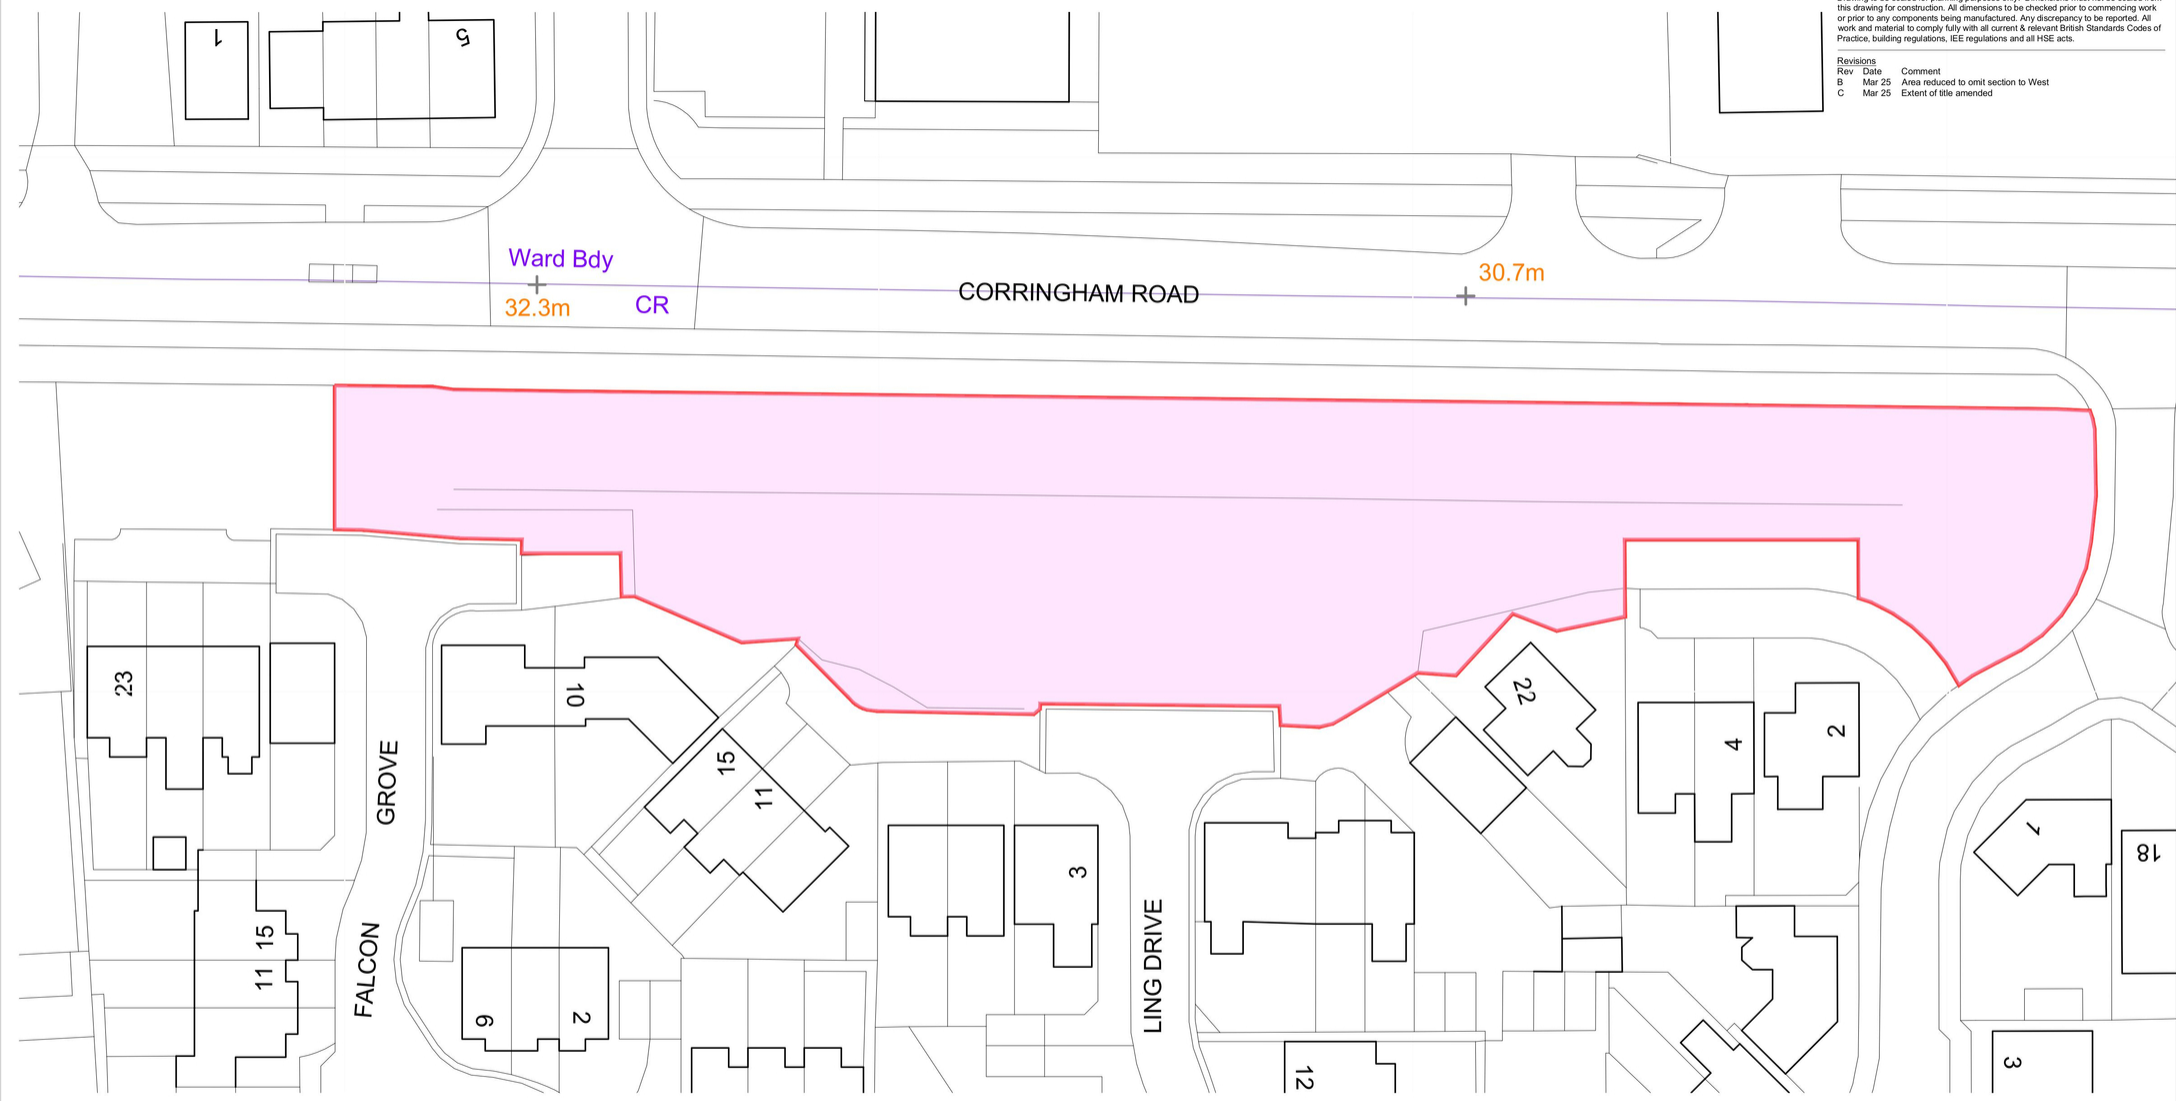 this drawing for construction. All dimensions to be checked prior to commencing work
or prior to any components being manufactured. Any discrepancy to be reported. All
work and material to comply fully with all current & relevant British Standards Codes of
Practice, building regulations, IEE regulations and all HSE acts.
Revisions
Rev Date Comment
B Mar 25 Area reduced to omit section to West
C Mar 25 Extent of title amended
1
5
Ward Bdy
32.3m
CR
CORRINGHAM ROAD
30.7m
23
10
15
11
GROVE
FALCON
15
11
6
2
3
LING DRIVE
12
22
4
2
1
18
3